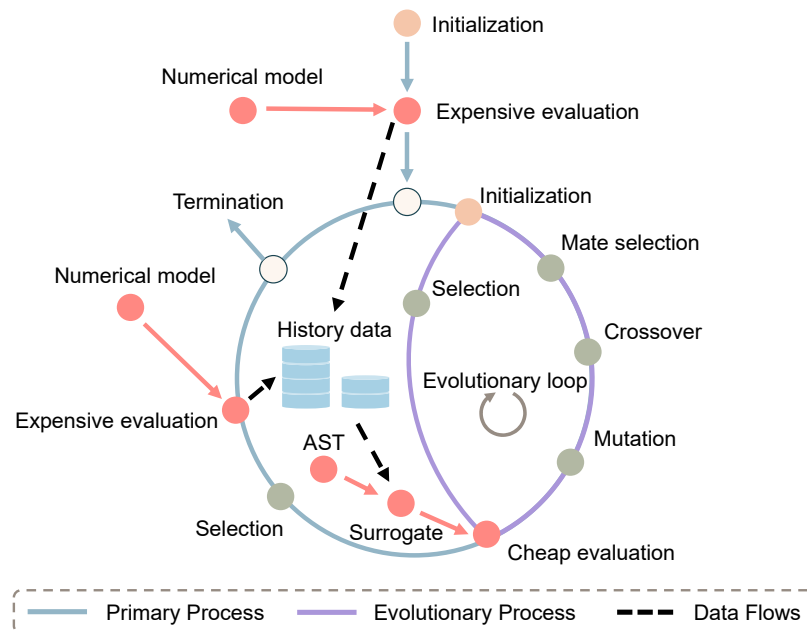 Initialization
Numerical model
Expensive evaluation
Termination
Initialization
Mate selection
Numerical model
Selection
History data
Crossover
Evolutionary loop
Expensive evaluation
AST
Mutation
Selection
Surrogate
Cheap evaluation
Primary Process
Evolutionary Process
Data Flows